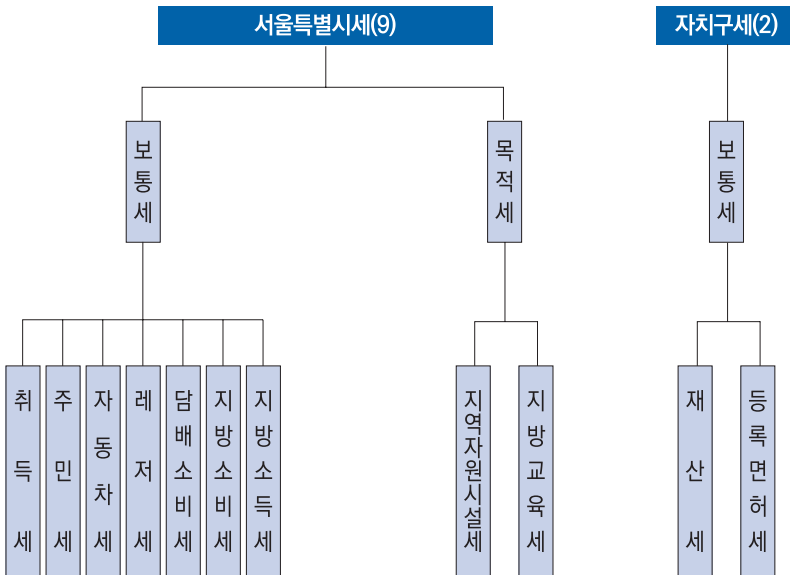 서울특별시세(9)
자치구세(2)
보통세
목적세
보통세
취득세
주민세
자동차세
레저세
담배소비세
지방소비세
지방소득세
지역자원시설세
지방교육세
재산세
등록면허세